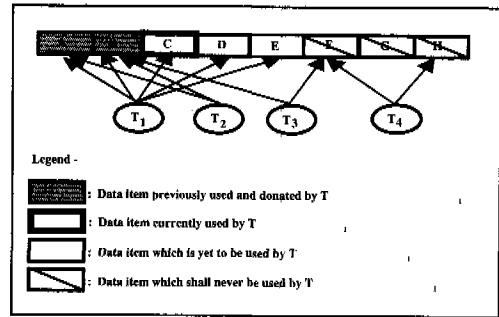 C D E F G H
T1 T2 T3 T4
Legend -
: Data item previously used and donated by T
: Data item currently used by T
: Data item which is yet to be used by T
: Data item which shall never be used by T